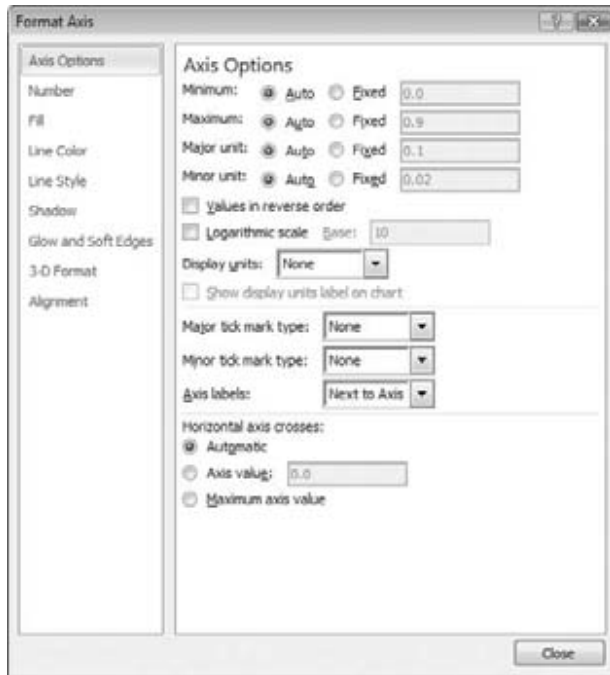 Format Axis
Axis Options
Number
Fill
Line Color
Line Style
Shadow
Glow and Soft Edges
3-D Format
Alignment
Axis Options
Minimum: Auto Fixed 0.0
Maximum: Auto Fixed 0.9
Major unit: Auto Fixed 0.1
Minor unit: Auto Fixed 0.02
Values in reverse order
Logarithmic scale Base: 10
Display units: None
Show display units label on chart
Major tick mark type: None
Minor tick mark type: None
Axis labels: Next to Axis
Horizontal axis crosses:
Automatic
Axis value: 0.0
Maximum axis value
Close